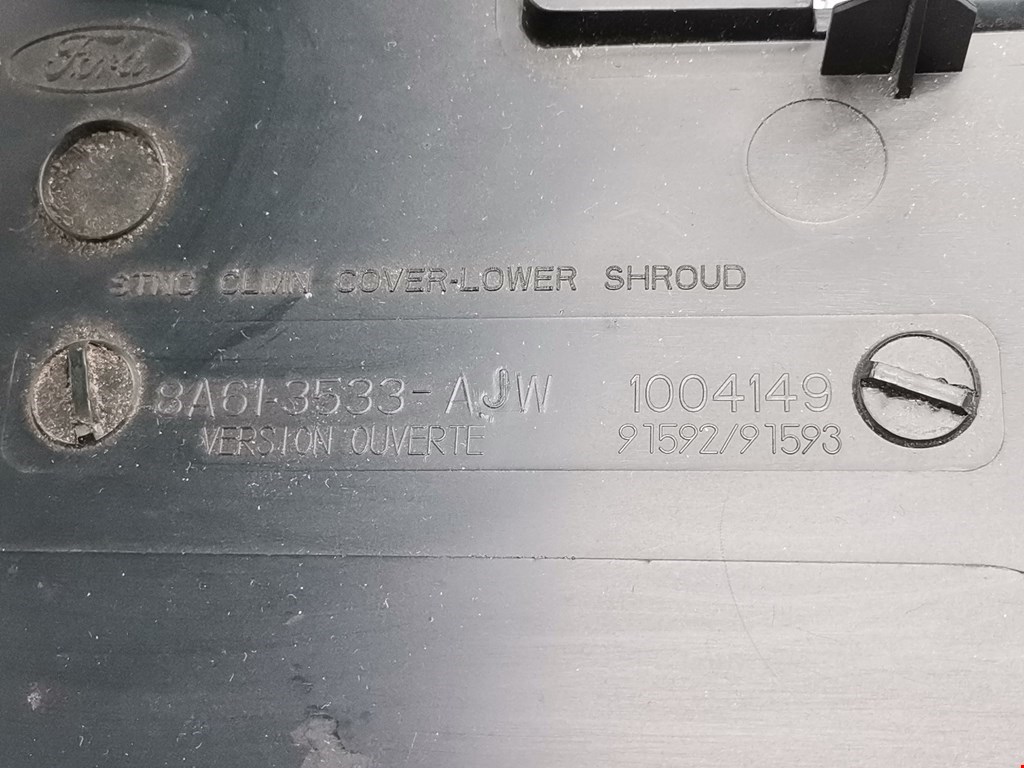 Ford
STNG CLMN COVER-LOWER SHROUD
8A61-3533-AJW 1004149
VERSION OUVERTE 91592/91593